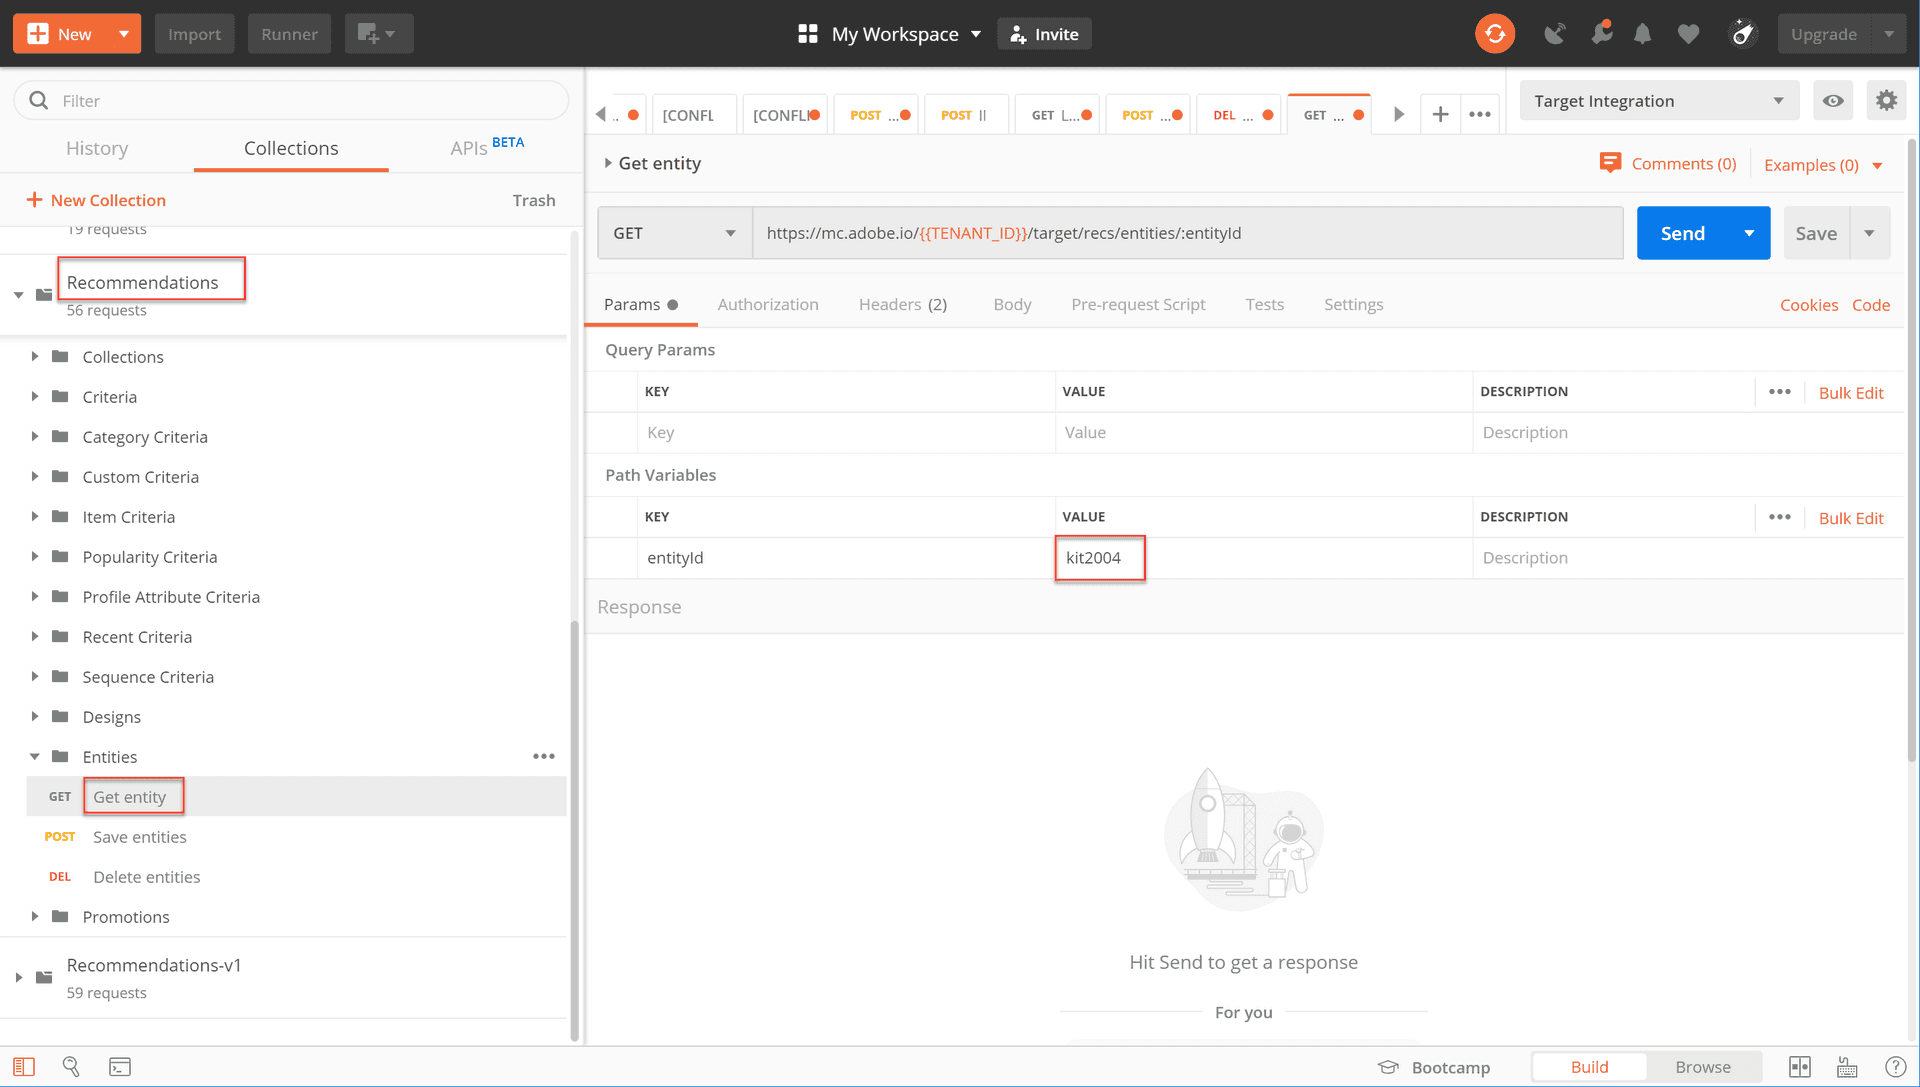 New
Import
Runner
My Workspace
Invite
Upgrade
Filter
History
Collections
APIs BETA
+ New Collection
Trash
19 requests
Recommendations
56 requests
Collections
Criteria
Category Criteria
Custom Criteria
Item Criteria
Popularity Criteria
Profile Attribute Criteria
Recent Criteria
Sequence Criteria
Designs
Entities
GET Get entity
POST Save entities
DEL Delete entities
Promotions
Recommendations-v1
59 requests
..
[CONFL
[CONFLI
POST ...
POST ||
GET L...
POST ...
DEL ...
GET ...
Target Integration
Get entity
Comments (0)
Examples (0)
GET
https://mc.adobe.io/{{TENANT_ID}}/target/recs/entities/:entityId
Send
Save
Params
Authorization
Headers (2)
Body
Pre-request Script
Tests
Settings
Cookies
Code
Query Params
KEY VALUE DESCRIPTION Bulk Edit
Key Value Description
Path Variables
KEY VALUE DESCRIPTION Bulk Edit
entityId kit2004 Description
Response
Hit Send to get a response
For you
Bootcamp
Build
Browse